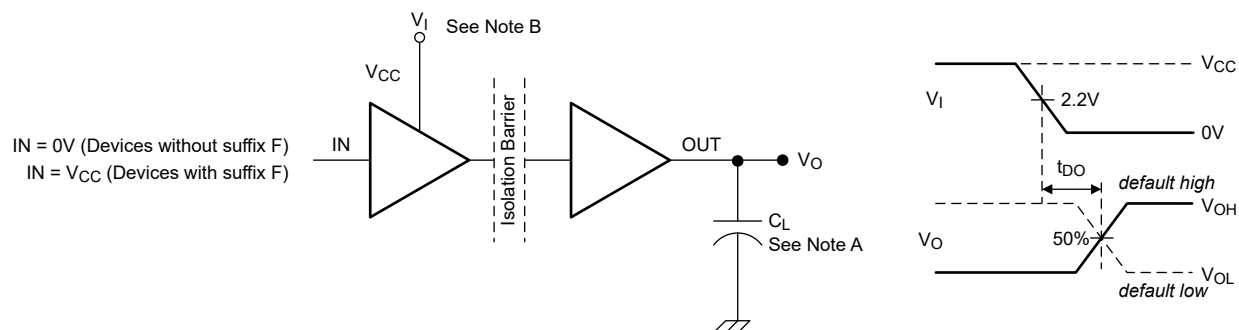 VI
See Note B
VCC
IN = 0V (Devices without suffix F)
IN = VCC (Devices with suffix F)
IN
Isolation Barrier
OUT
VO
CL
See Note A
VI
VCC
2.2V
0V
tDO
default high
VOH
VO
50%
VOL
default low